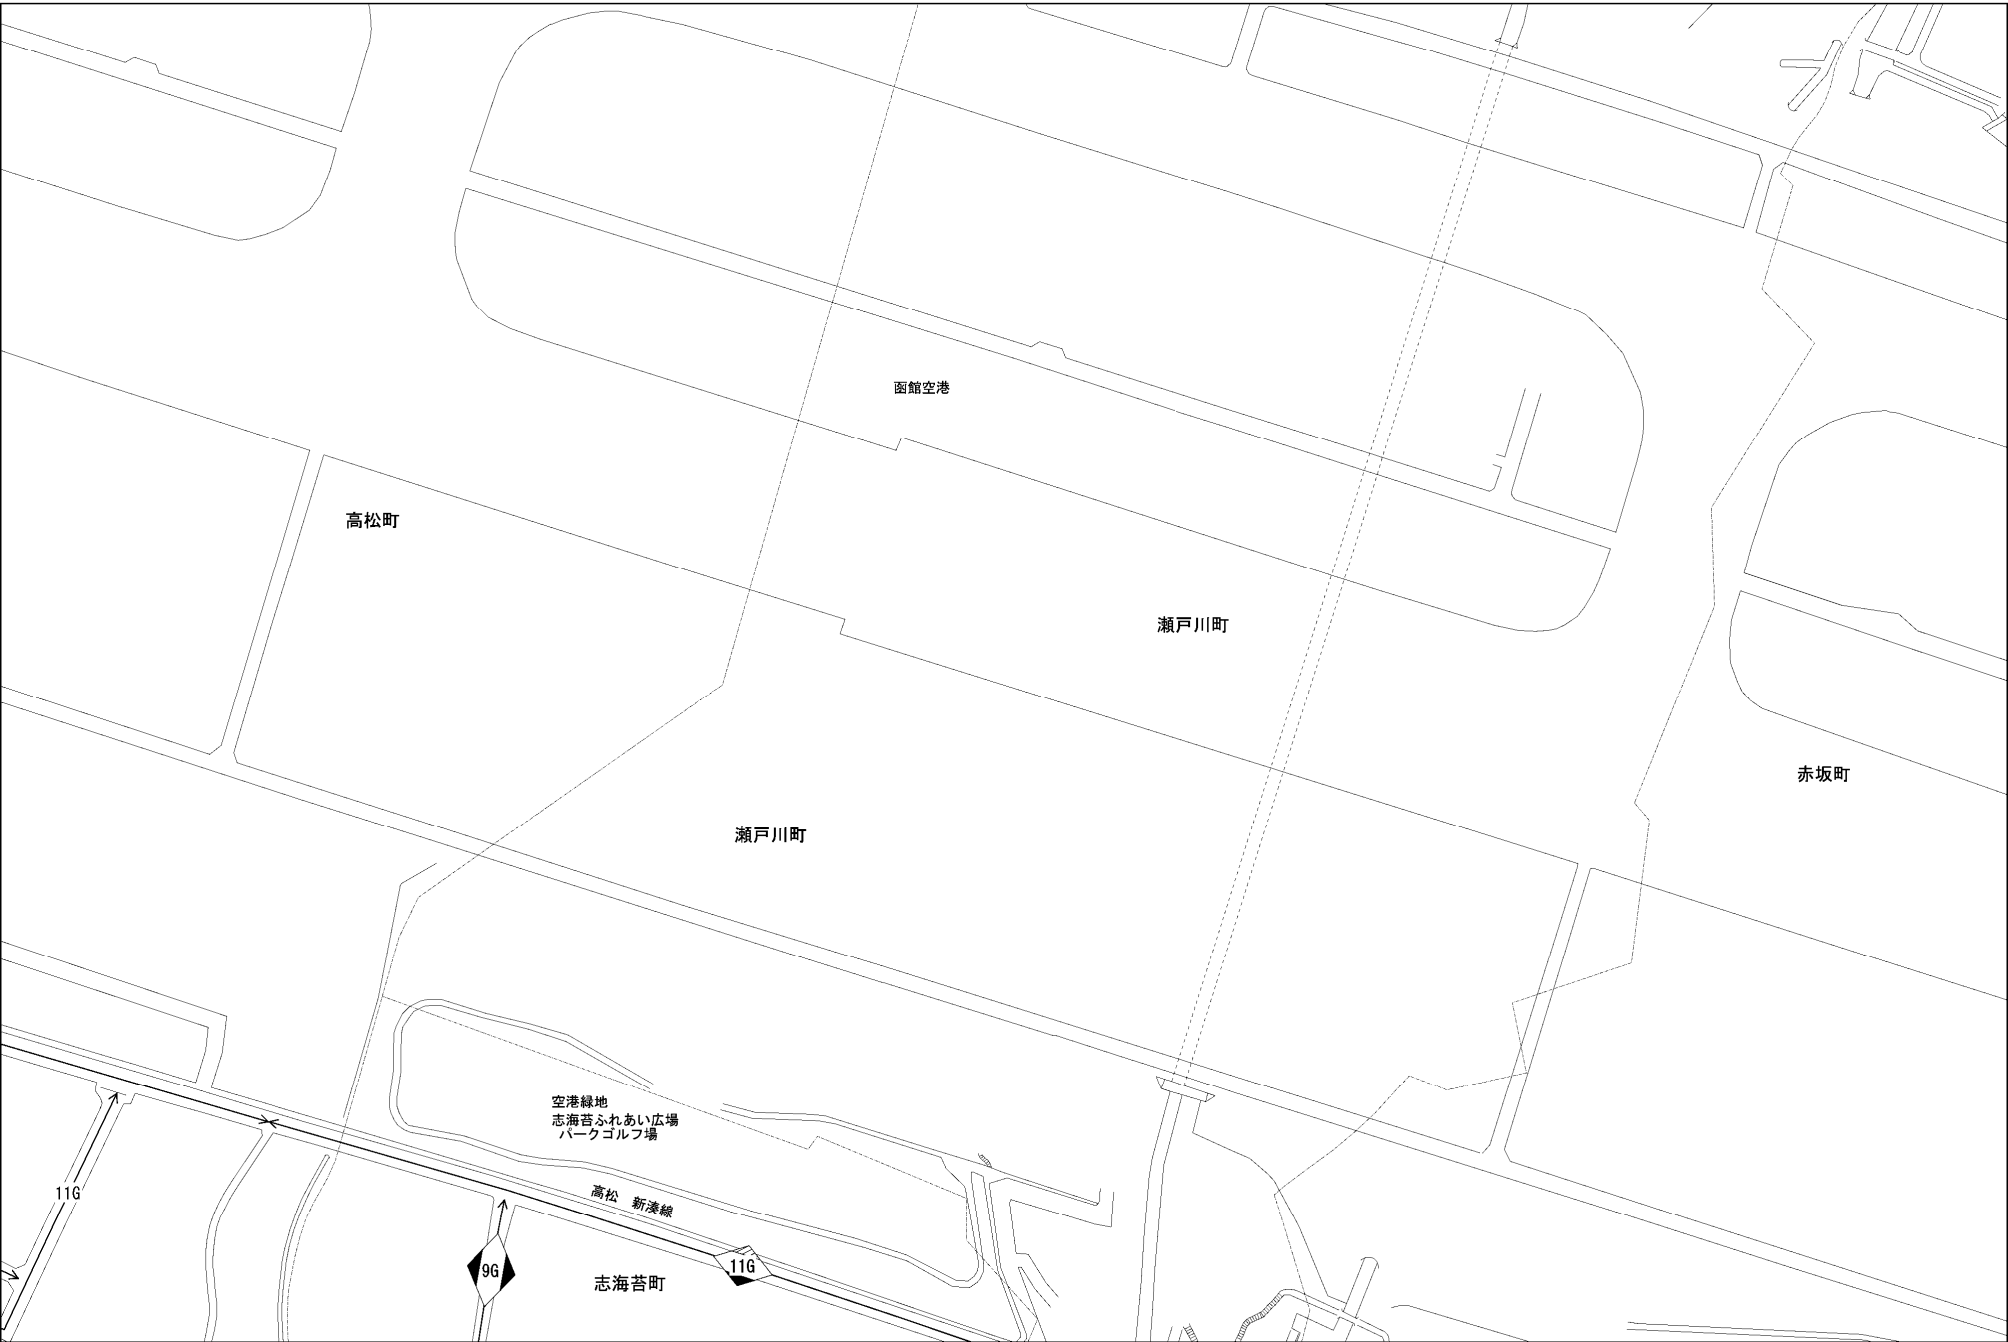 函館空港
高松町
瀬戸川町
赤坂町
瀬戸川町
空港緑地
志海苔ふれあい広場
パークゴルフ場
11G
高松 新湊線
9G
11G
志海苔町